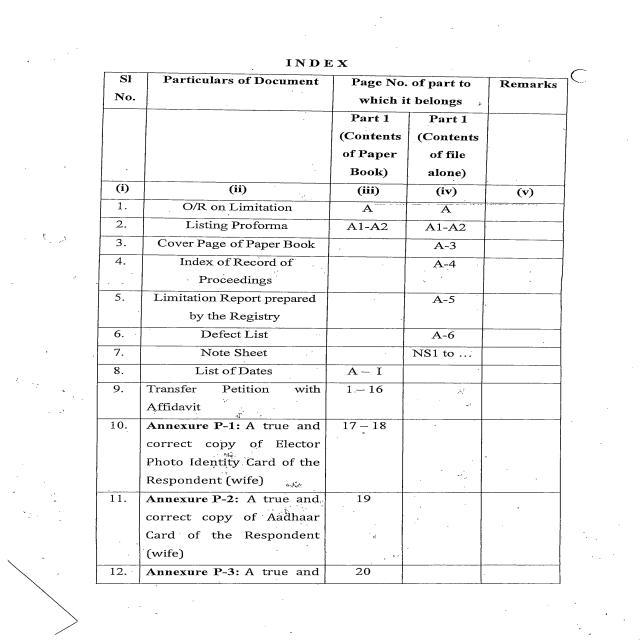 INDEX
Sl No. Particulars of Document Page No. of part to which it belongs Remarks
Part 1 (Contents of Paper Book) Part 1 (Contents of file alone)
(i) (ii) (iii) (iv) (v)
1. O/R on Limitation A A
2. Listing Proforma A1-A2 A1-A2
3. Cover Page of Paper Book A-3
4. Index of Record of A-4
Proceedings
5. Limitation Report prepared A-5
by the Registry
6. Defect List A-6
7. Note Sheet NS1 to ...
8. List of Dates A – I
9. Transfer Petition with 1 – 16
Affidavit
10. Annexure P-1: A true and 17 – 18
correct copy of Elector
Photo Identity Card of the
Respondent (wife)
11. Annexure P-2: A true and 19
correct copy of Aadhaar
Card of the Respondent
(wife)
12. Annexure P-3: A true and 20